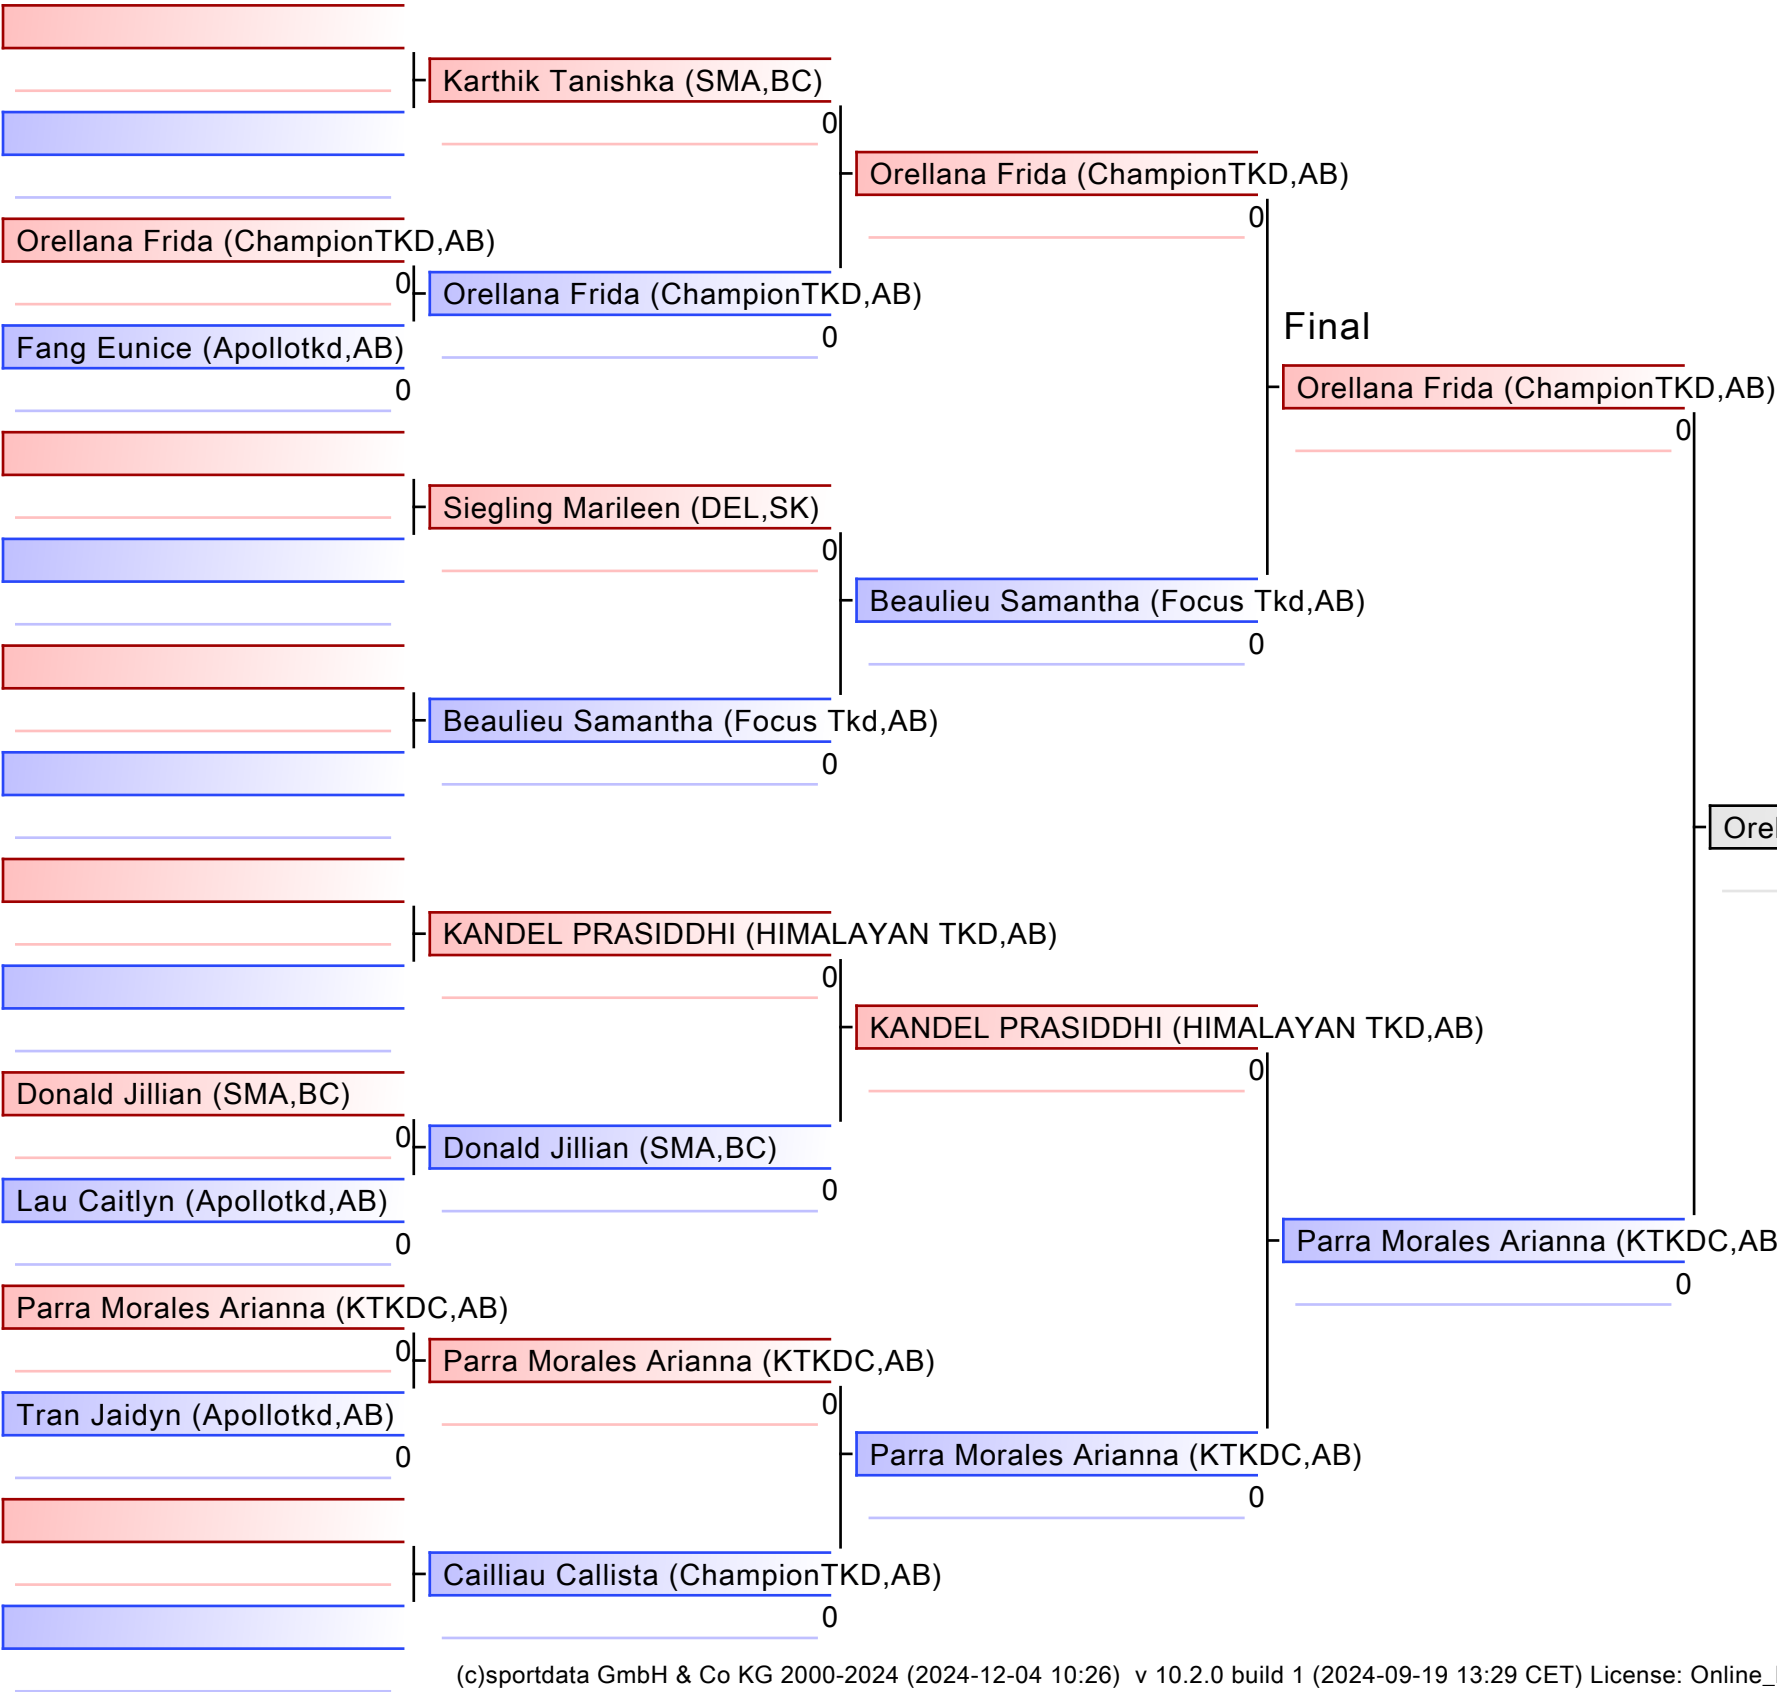 Karthik Tanishka (SMA,BC)
0
Orellana Frida (ChampionTKD,AB)
0
Orellana Frida (ChampionTKD,AB)
0
Orellana Frida (ChampionTKD,AB)
0
Final
Fang Eunice (Apollotkd,AB)
0
0
Orellana Frida (ChampionTKD,AB)
0
Siegling Marileen (DEL,SK)
0
Beaulieu Samantha (Focus Tkd,AB)
0
Beaulieu Samantha (Focus Tkd,AB)
0
Orel
KANDEL PRASIDDHI (HIMALAYAN TKD,AB)
0
KANDEL PRASIDDHI (HIMALAYAN TKD,AB)
0
Donald Jillian (SMA,BC)
0
Donald Jillian (SMA,BC)
0
Lau Caitlyn (Apollotkd,AB)
0
Parra Morales Arianna (KTKDC,AB
0
Parra Morales Arianna (KTKDC,AB)
0
Parra Morales Arianna (KTKDC,AB)
0
Tran Jaidyn (Apollotkd,AB)
0
Parra Morales Arianna (KTKDC,AB)
0
Cailliau Callista (ChampionTKD,AB)
0
(c)sportdata GmbH & Co KG 2000-2024 (2024-12-04 10:26) v 10.2.0 build 1 (2024-09-19 13:29 CET) License: Online_